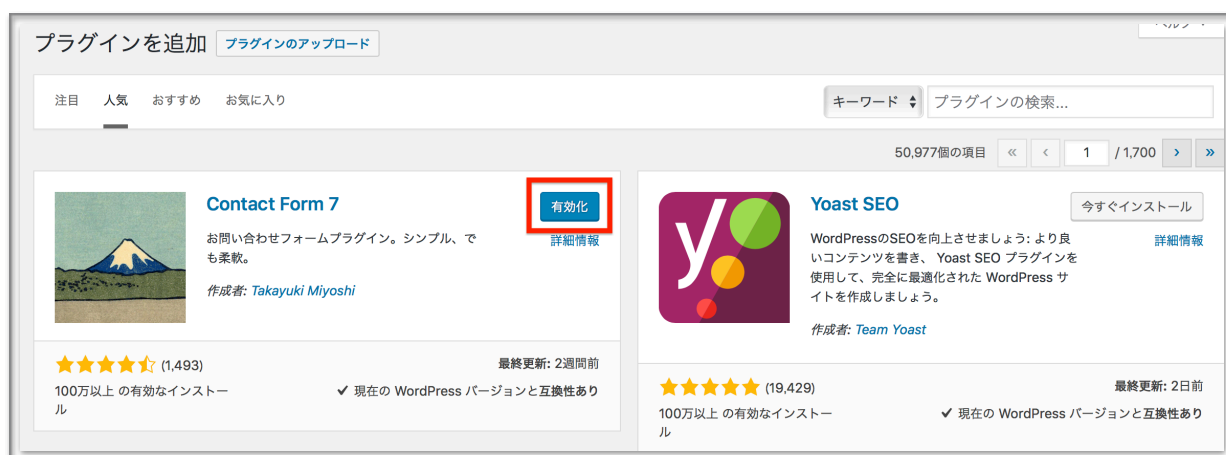 プラグインを追加 プラグインのアップロード
注目 人気 おすすめ お気に入り キーワード プラグインの検索...
50,977個の項目 « ‹ 1 / 1,700 › »
Contact Form 7
有効化
お問い合わせフォームプラグイン。シンプル、で
も柔軟。
詳細情報
作成者: Takayuki Miyoshi
(1,493)
最終更新: 2週間前
100万以上 の有効なインストー
ル
✓ 現在の WordPress バージョンと互換性あり
Yoast SEO
今すぐインストール
WordPressのSEOを向上させましょう: より良
いコンテンツを書き、 Yoast SEO プラグインを
使用して、完全に最適化された WordPress サ
イトを作成しましょう。
詳細情報
作成者: Team Yoast
(19,429)
最終更新: 2日前
100万以上 の有効なインストー
ル
✓ 現在の WordPress バージョンと互換性あり